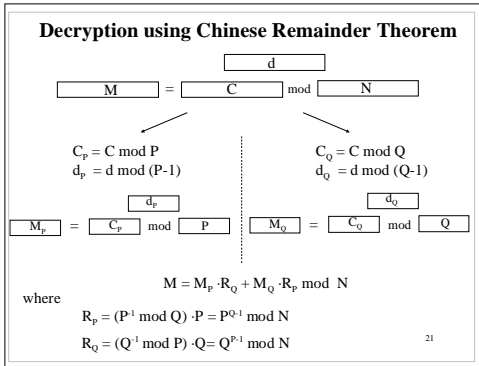 Decryption using Chinese Remainder Theorem
d
M = C mod N
C_P = C mod P
d_P = d mod (P-1)
C_Q = C mod Q
d_Q = d mod (Q-1)
d_P
M_P = C_P mod P
d_Q
M_Q = C_Q mod Q
M = M_P ·R_Q + M_Q ·R_P mod N
where
R_P = (P^-1 mod Q) ·P = P^Q-1 mod N
R_Q = (Q^-1 mod P) ·Q= Q^P-1 mod N
21